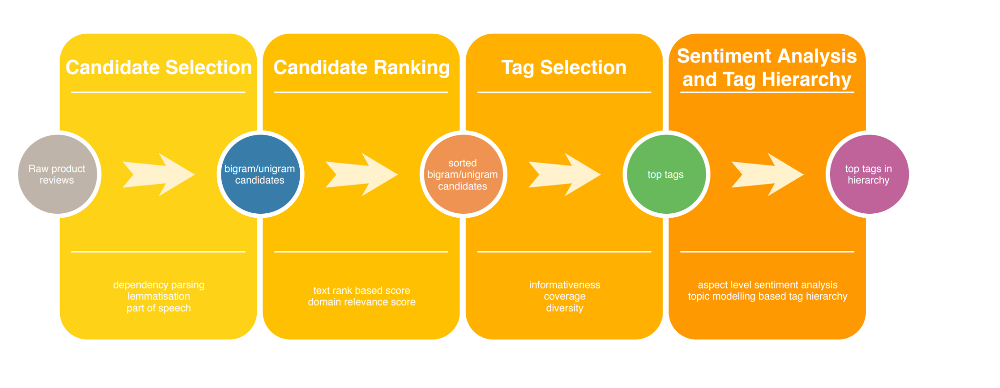 Candidate Selection
Candidate Ranking
Tag Selection
Sentiment Analysis
and Tag Hierarchy
Raw product
reviews
bigram/unigram
candidates
sorted
bigram/unigram
candidates
top tags
top tags in
hierarchy
dependency parsing
lemmatisation
part of speech
text rank based score
domain relevance score
informativeness
coverage
diversity
aspect level sentiment analysis
topic modelling based tag hierarchy